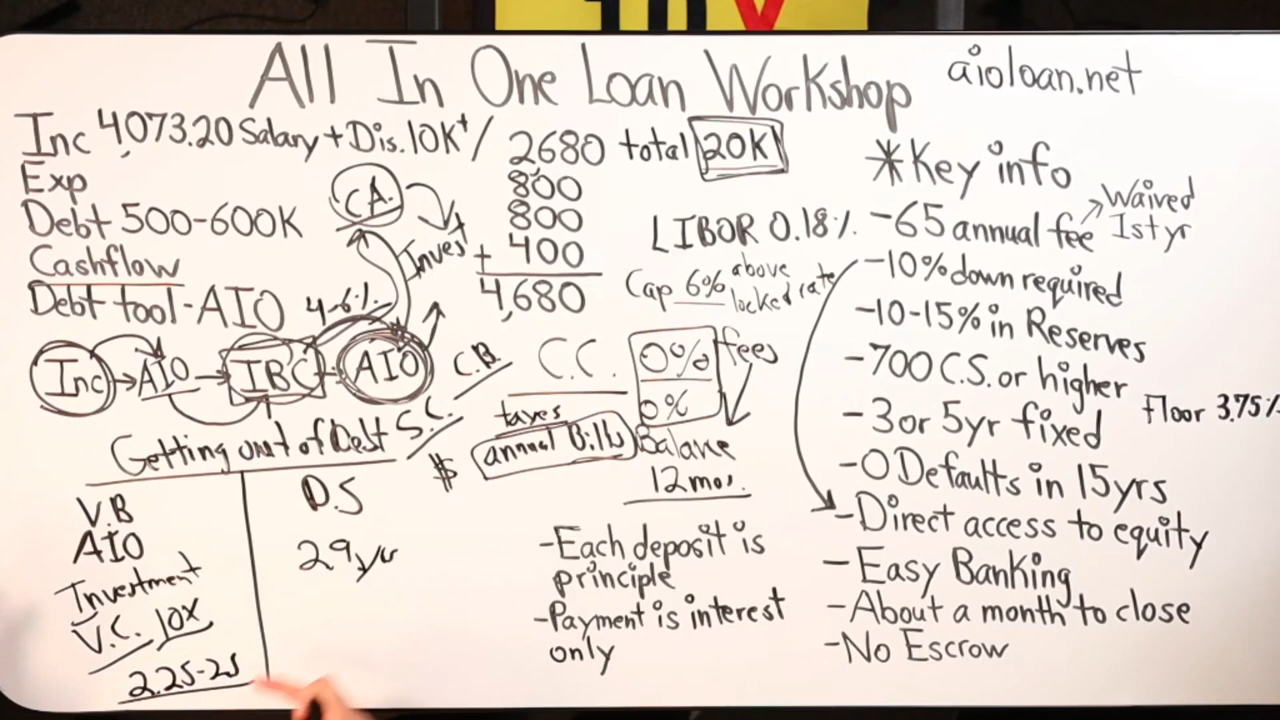 All In One Loan Workshop
aioloan.net
Inc 4,073.20 Salary + Dis. 10K+ / 2680 total 20K
Exp
Debt 500-600K
Cashflow
Debt tool - AIO 4-6%
C.A.
Invest
800
800
+ 400
4,680
LIBOR 0.18%
Cap 6% above locked rate
Inc → AIO → IBC AIO
C.B.
S.C.
$
C.C.
0%
0%
fees
taxes
annual Bills
Balance
12 mos.
Getting out of Debt
V.B
AIO
Investment
V.C. 10x
2.25-25
D.S
29 yr
-Each deposit is
principle
-Payment is interest
only
*Key info
-65 annual fee
Waived
1st yr
-10% down required
-10-15% in Reserves
-700 C.S. or higher
-3 or 5yr fixed
Floor 3.75%
-0 Defaults in 15yrs
-Direct access to equity
-Easy Banking
-About a month to close
-No Escrow